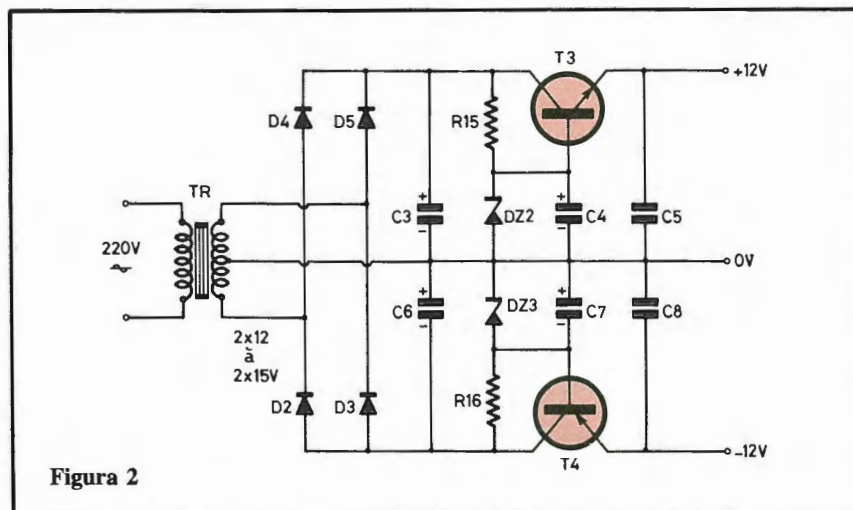 T3
+12V
D4
D5
R15
TR
C3
+
-
DZ2
C4
+
-
C5
220V
0V
C6
+
-
DZ3
C7
+
-
C8
2x12
à
2x15V
D2
D3
R16
T4
-12V
Figura 2